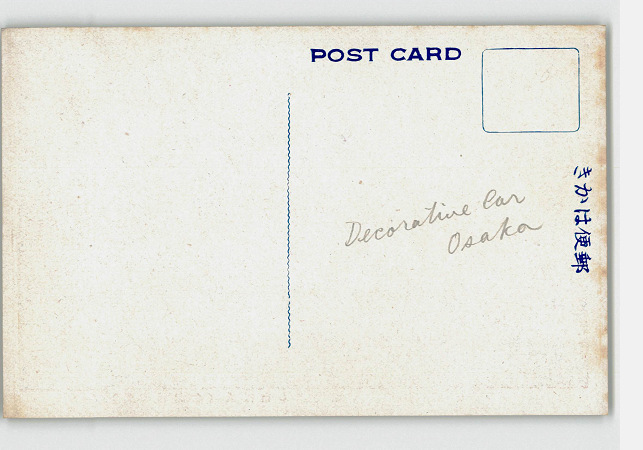 POST CARD
Decorative Car
Osaka
きかは便郵